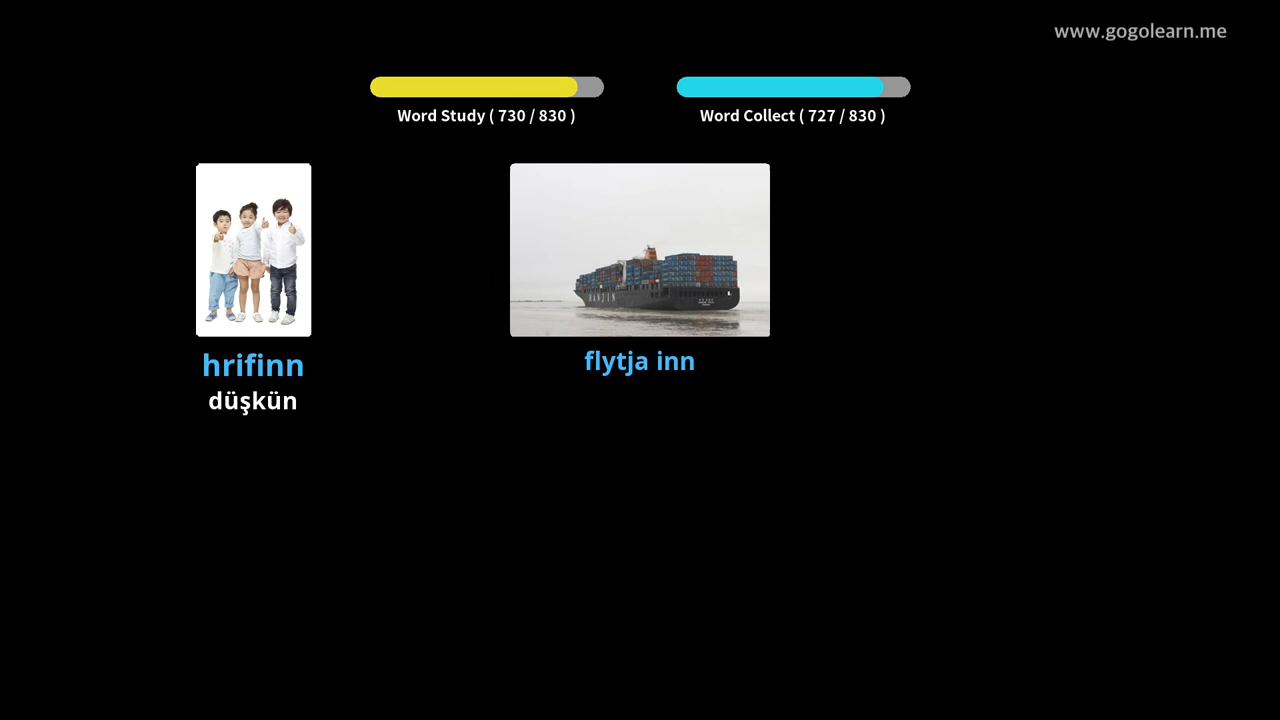 www.gogolearn.me
Word Study ( 730 / 830 )
Word Collect ( 727 / 830 )
hrifinn
düşkün
flytja inn